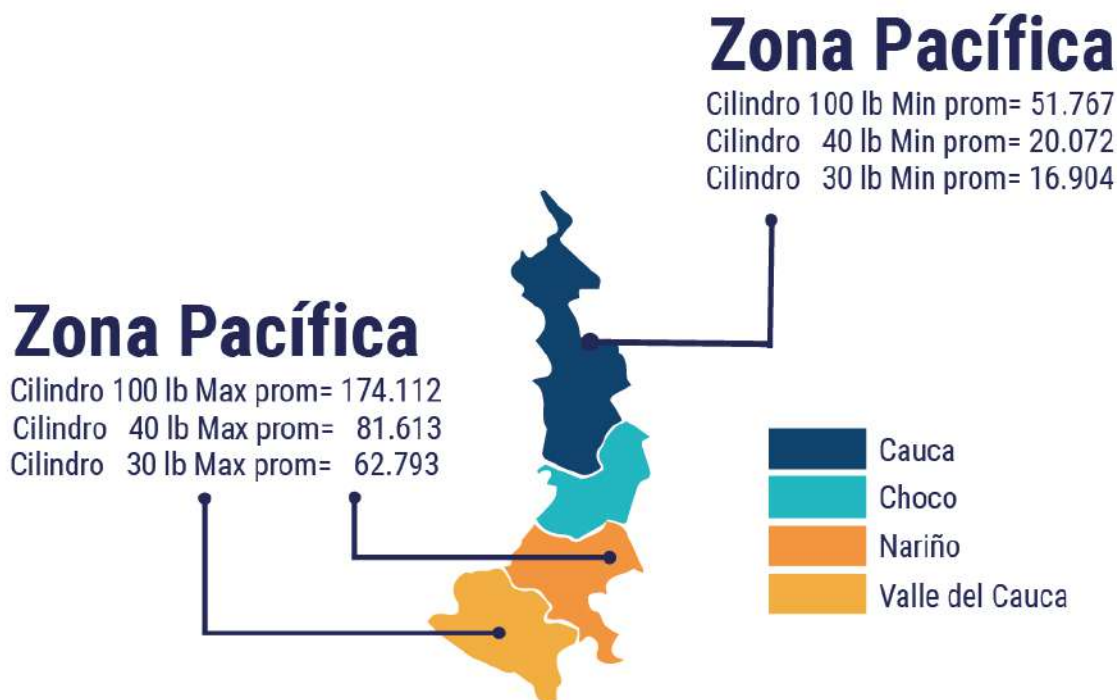 Zona Pacífica
Cilindro 100 lb Min prom= 51.767
Cilindro 40 lb Min prom= 20.072
Cilindro 30 lb Min prom= 16.904
Zona Pacífica
Cilindro 100 lb Max prom= 174.112
Cilindro 40 lb Max prom= 81.613
Cilindro 30 lb Max prom= 62.793
Cauca
Choco
Nariño
Valle del Cauca